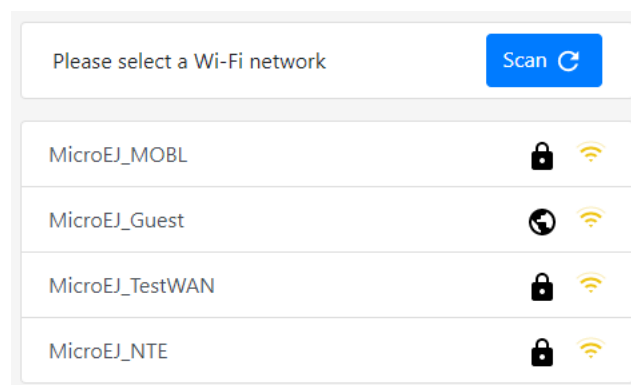 Please select a Wi-Fi network
Scan
MicroEJ_MOBL
MicroEJ_Guest
MicroEJ_TestWAN
MicroEJ_NTE